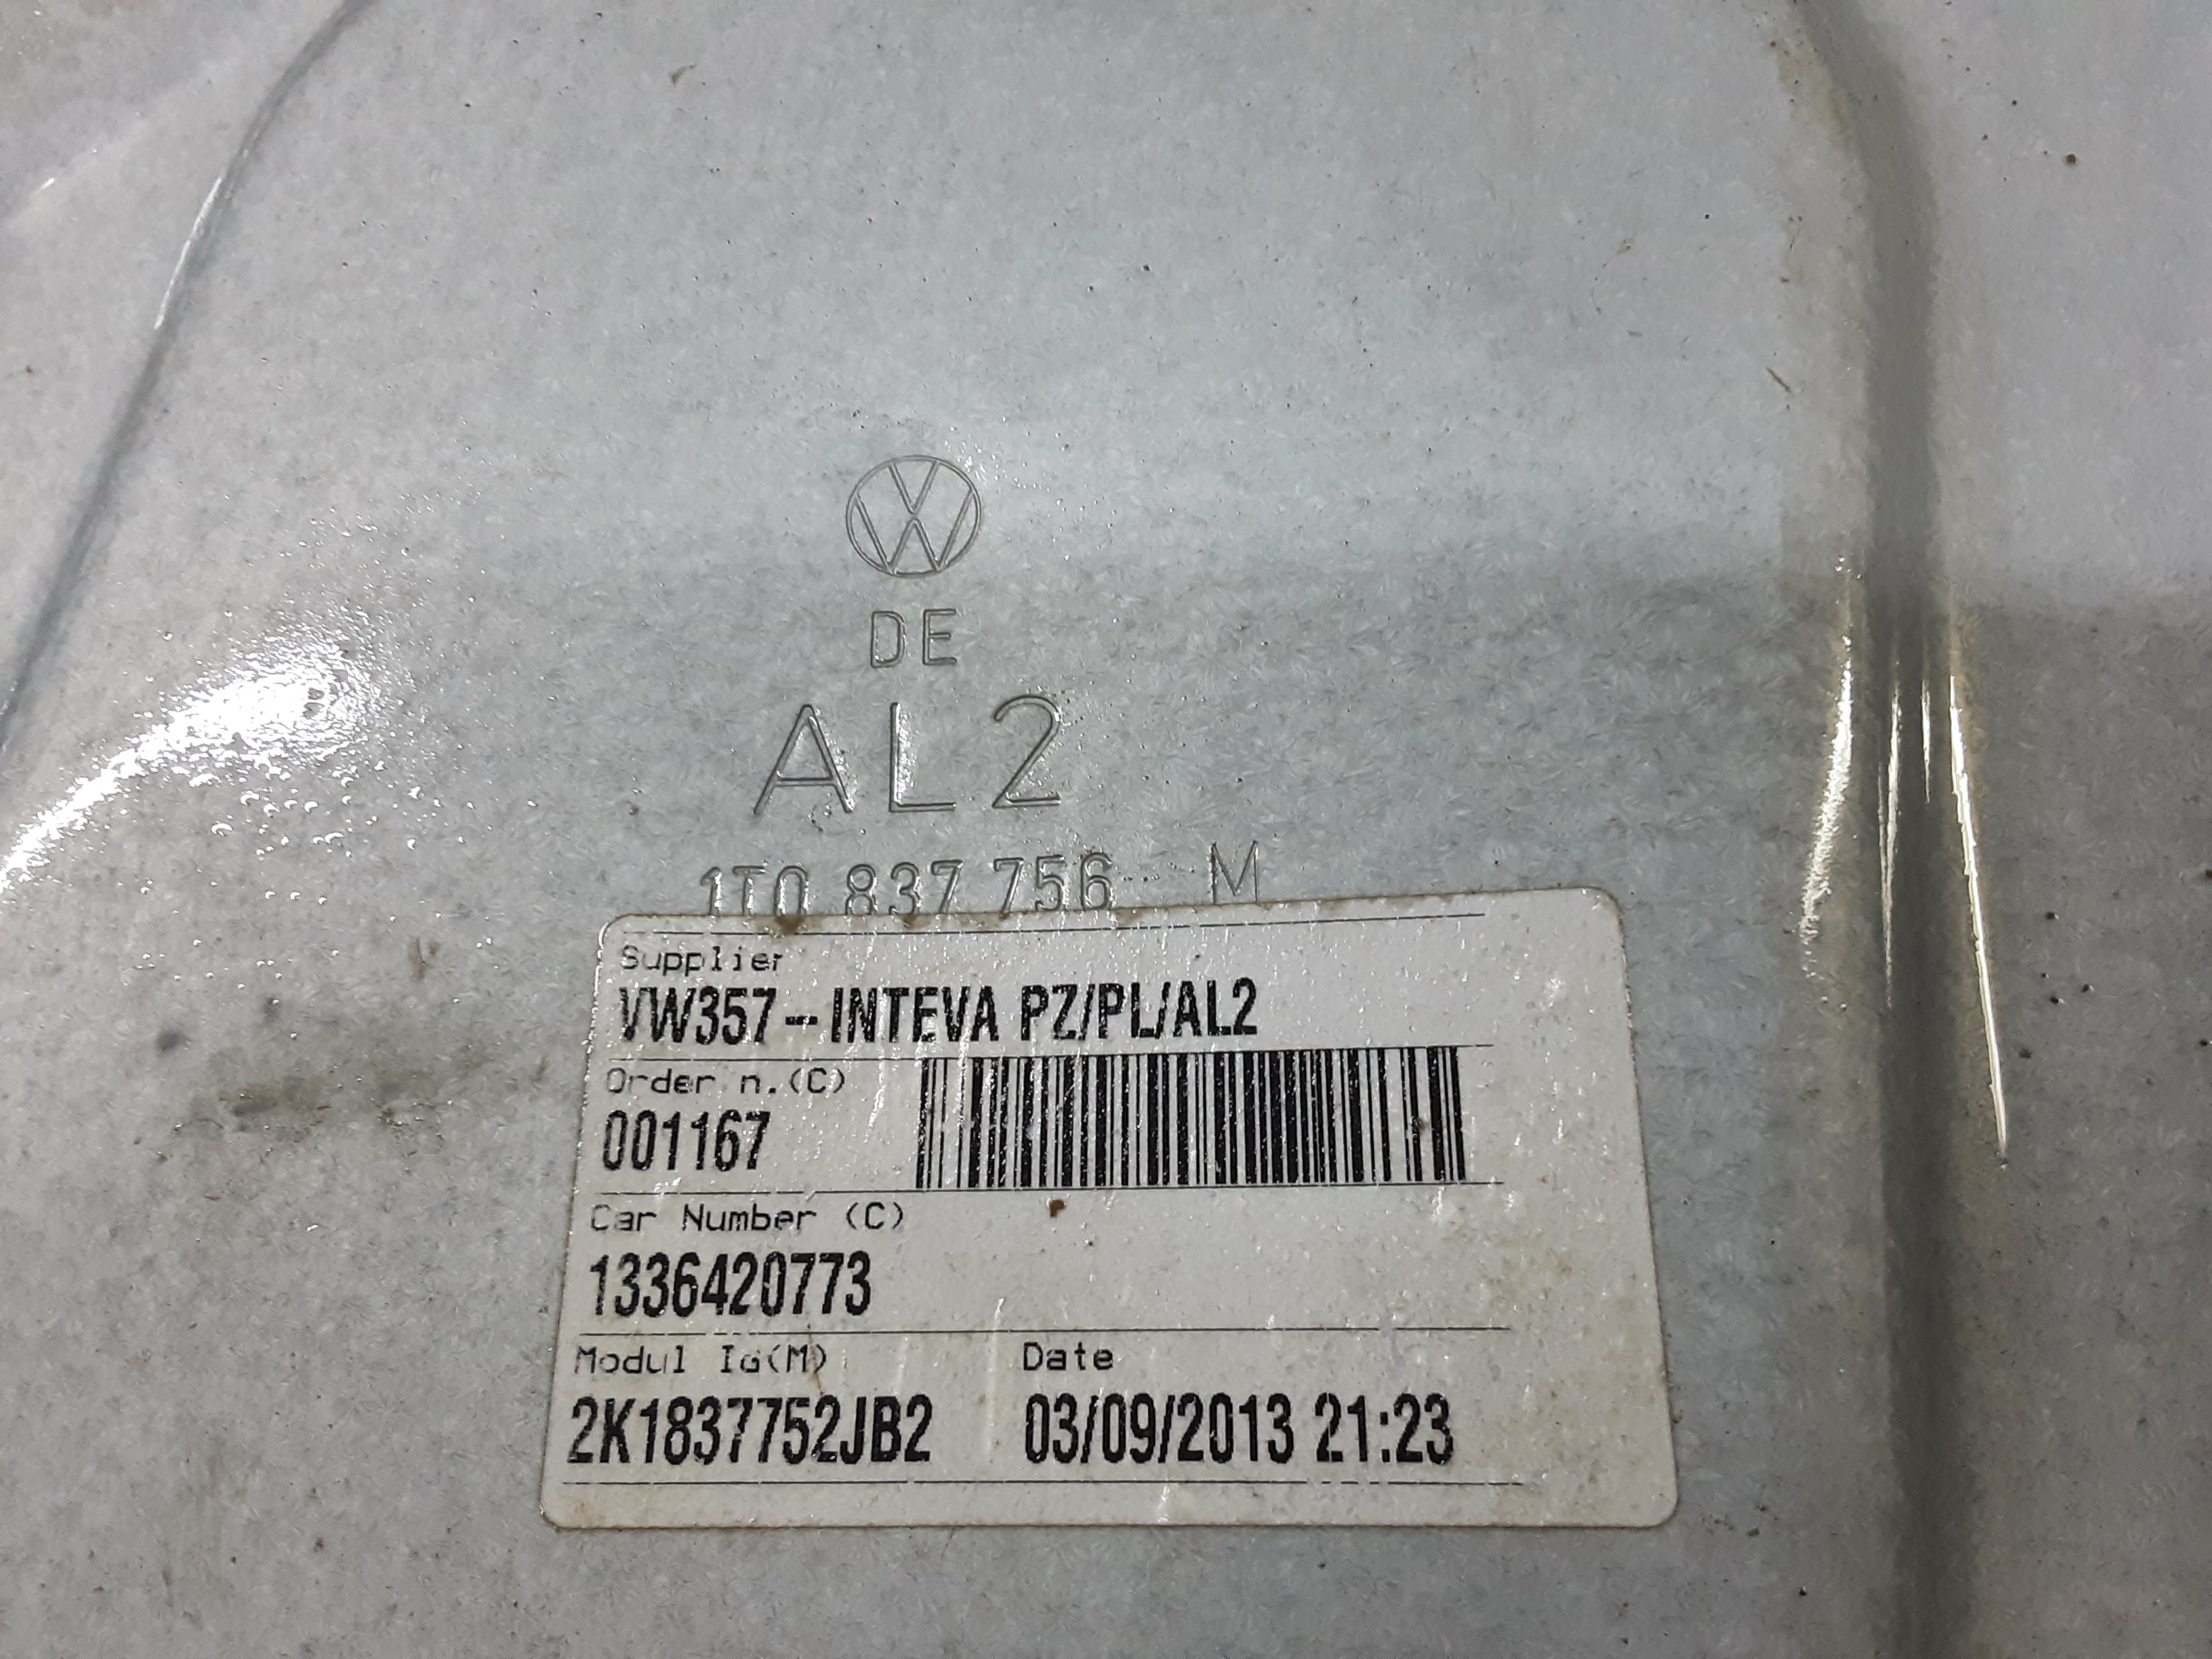 DE
AL2
1T0 837 756 M
Supplier
VW357--INTEVA PZ/PL/AL2
Order n.(C)
001167
Car Number (C)
1336420773
Modul Id(M) Date
2K1837752JB2 03/09/2013 21:23